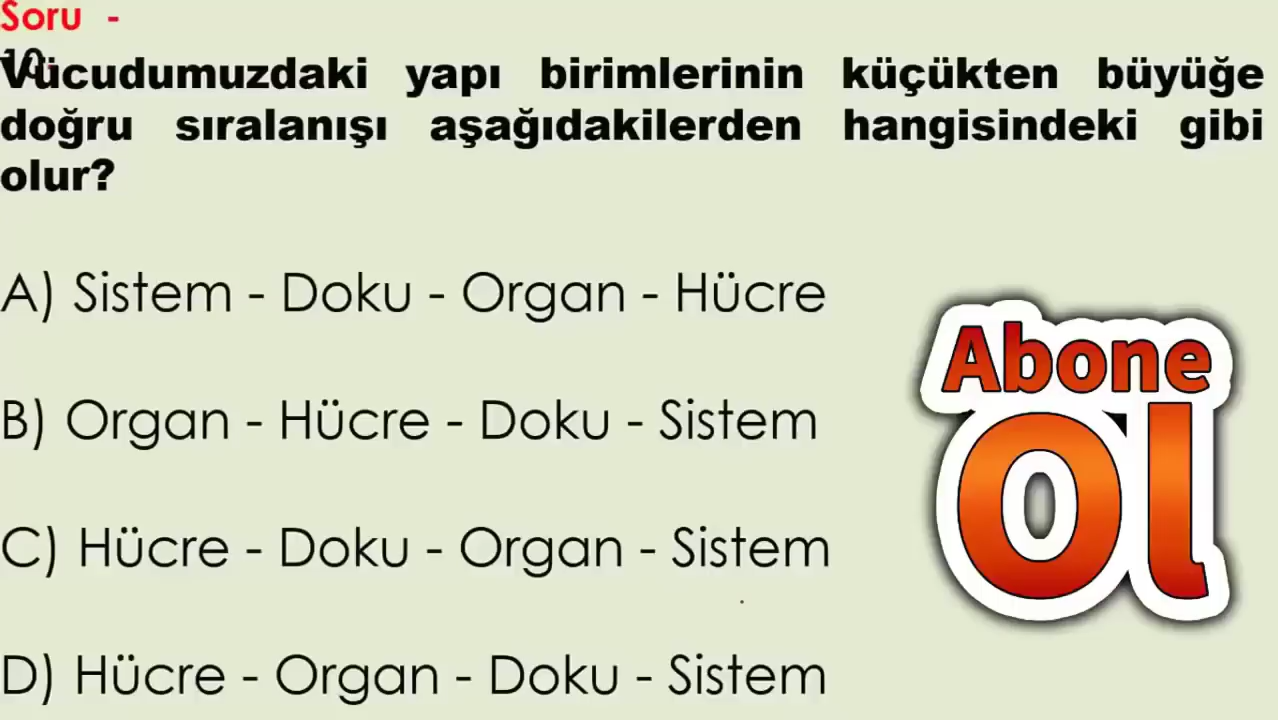 Soru -
10
Vücudumuzdaki yapı birimlerinin küçükten büyüğe
doğru sıralanışı aşağıdakilerden hangisindeki gibi
olur?
A) Sistem - Doku - Organ - Hücre
B) Organ - Hücre - Doku - Sistem
C) Hücre - Doku - Organ - Sistem
D) Hücre - Organ - Doku - Sistem
Abone
Ol